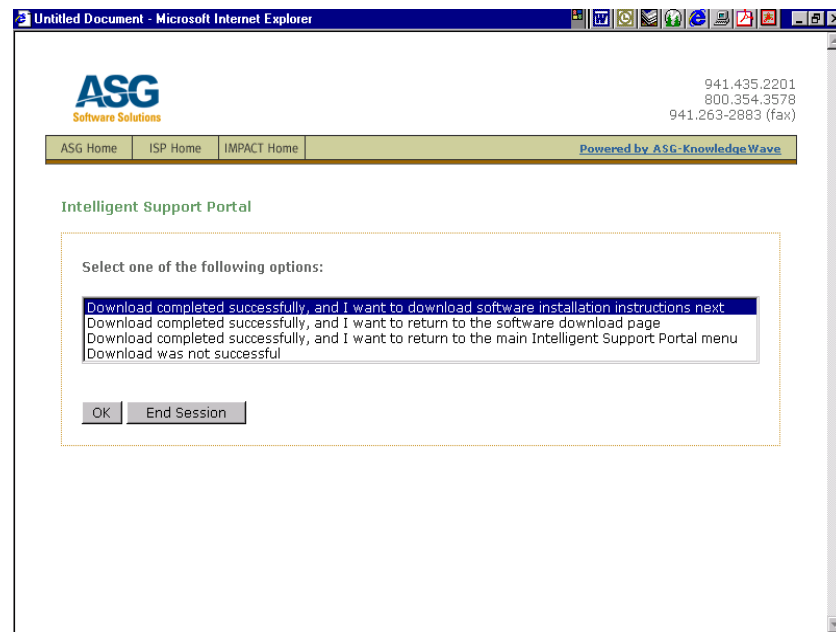 Untitled Document - Microsoft Internet Explorer
ASG
Software Solutions
941.435.2201
800.354.3578
941.263-2883 (fax)
ASG Home ISP Home IMPACT Home Powered by ASG-KnowledgeWave
Intelligent Support Portal
Select one of the following options:
Download completed successfully, and I want to download software installation instructions next
Download completed successfully, and I want to return to the software download page
Download completed successfully, and I want to return to the main Intelligent Support Portal menu
Download was not successful
OK End Session